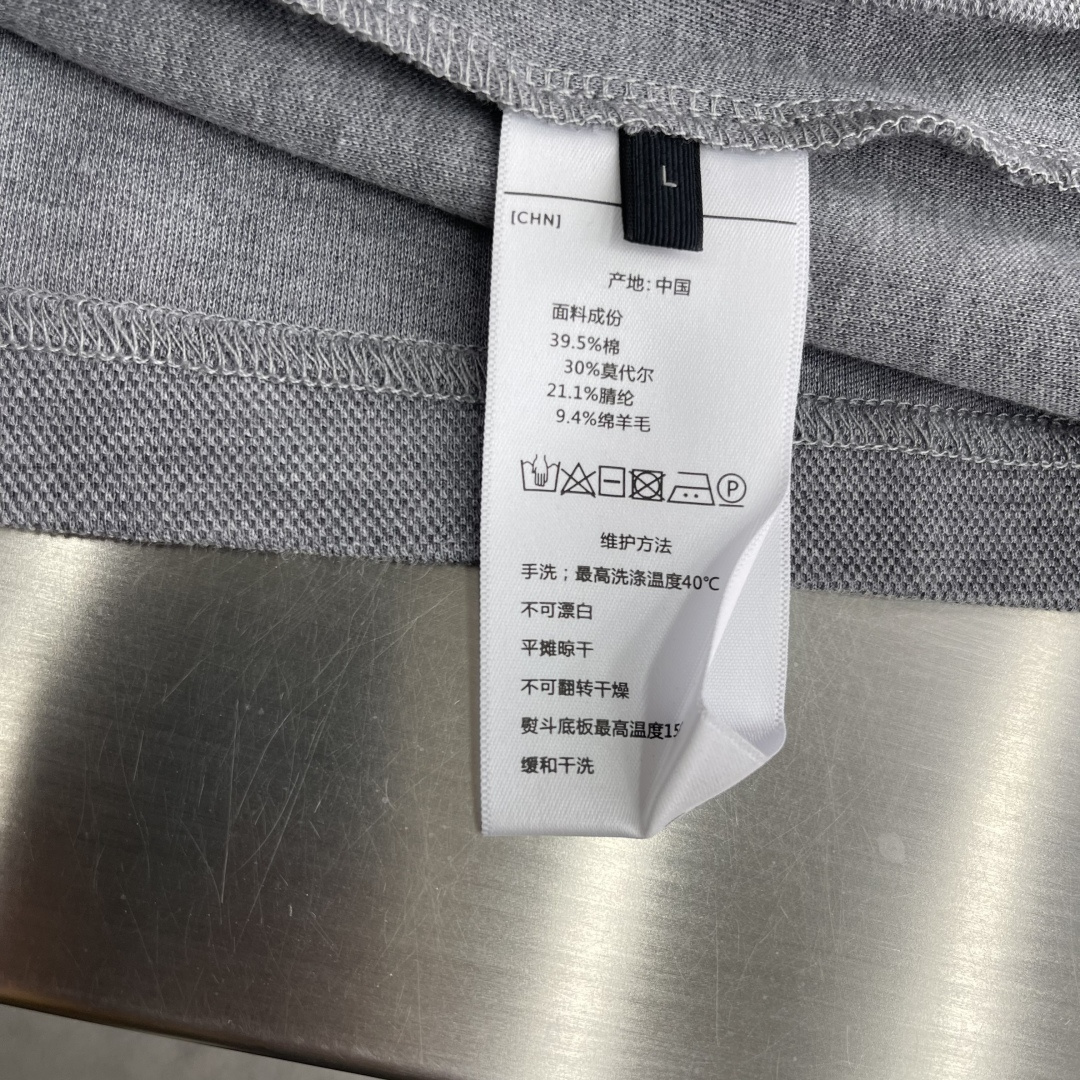 L
[CHN]
产地: 中国
面料成份
39.5%棉
30%莫代尔
21.1%腈纶
9.4%绵羊毛
P
维护方法
手洗；最高洗涤温度40℃
不可漂白
平摊晾干
不可翻转干燥
熨斗底板最高温度
缓和干洗